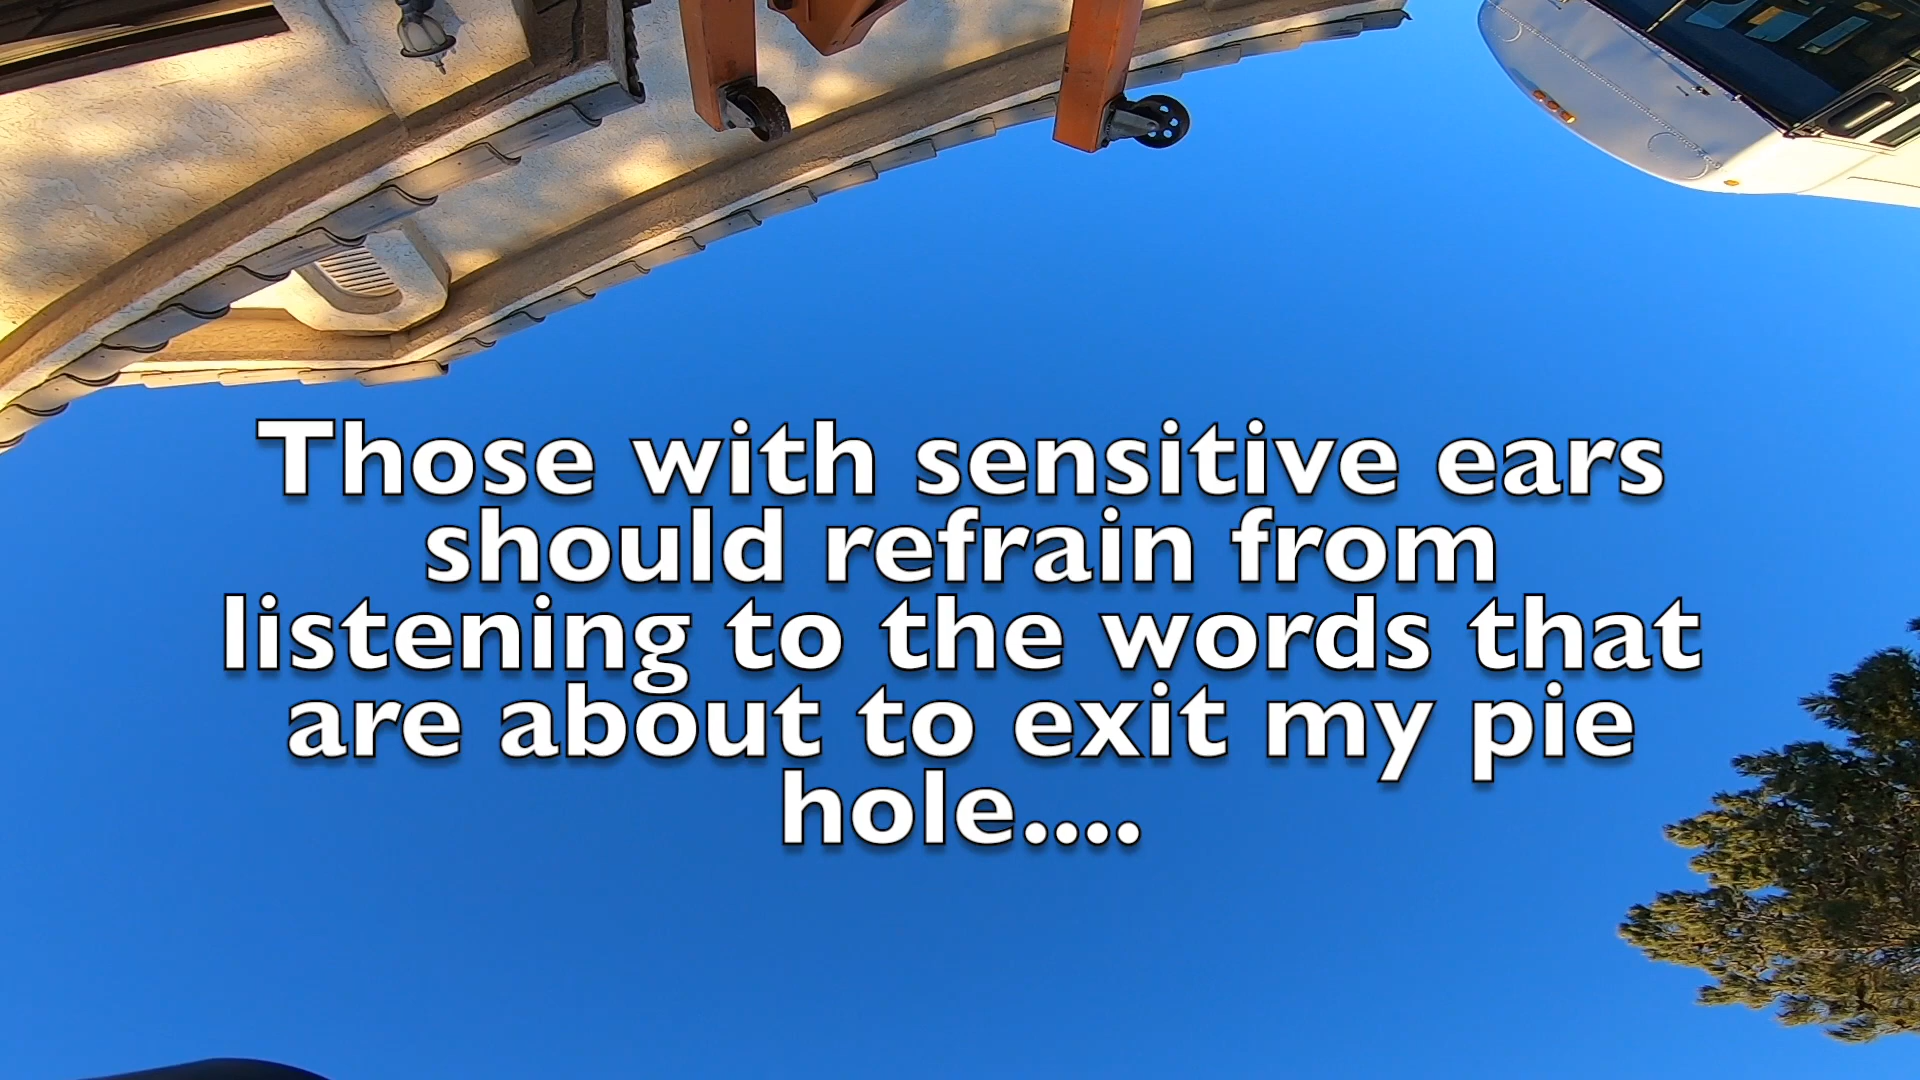 Those with sensitive ears
should refrain from
listening to the words that
are about to exit my pie
hole....